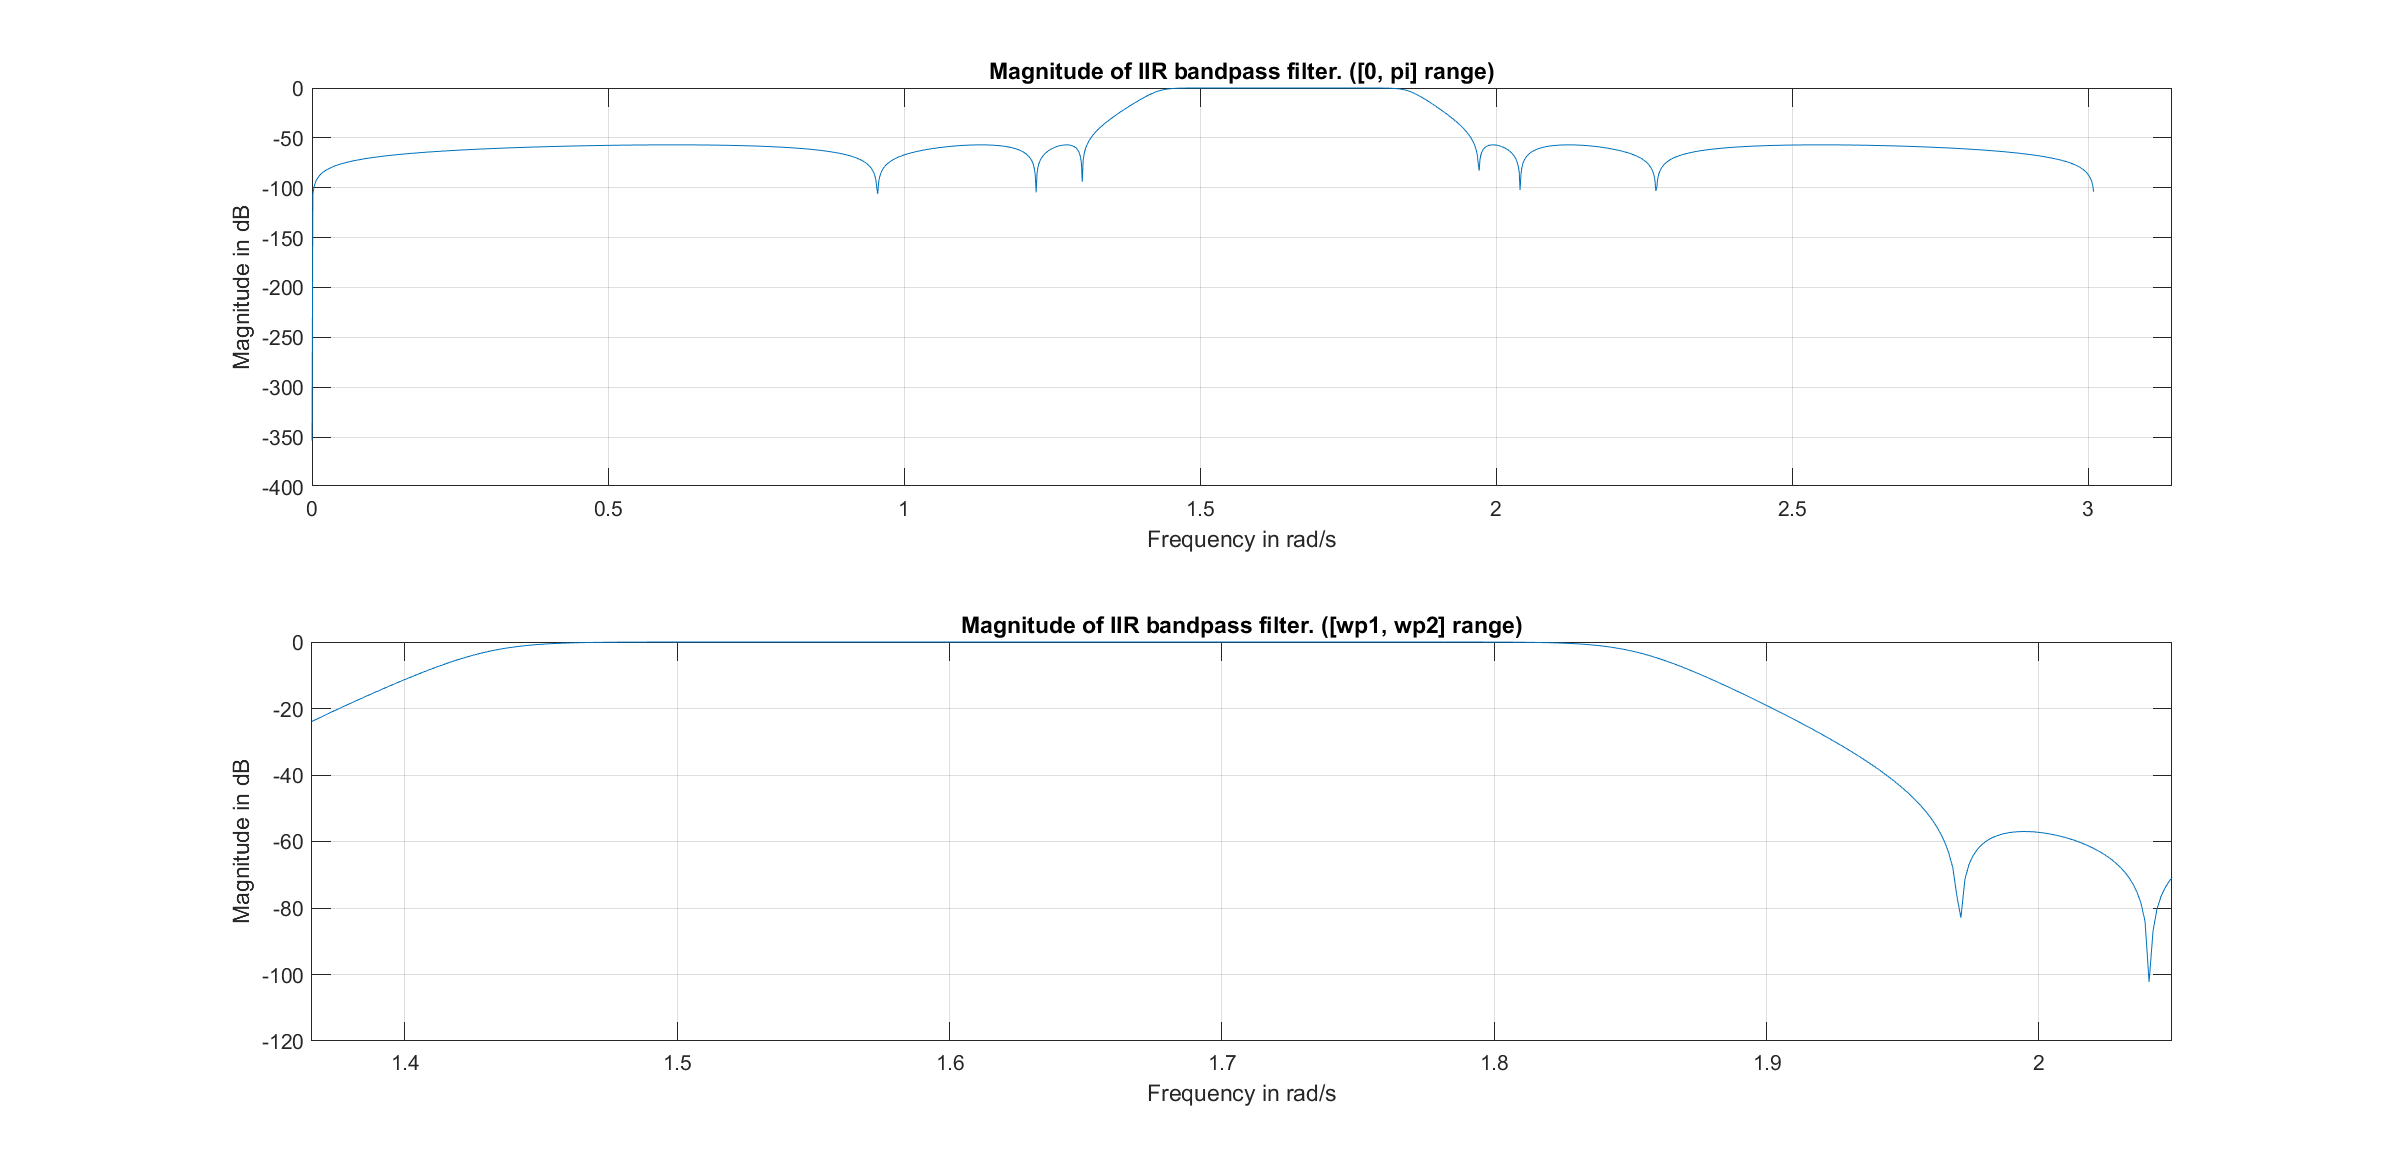 Magnitude of IIR bandpass filter. ([0, pi] range)
Magnitude in dB
0
-50
-100
-150
-200
-250
-300
-350
-400
0 0.5 1 1.5 2 2.5 3
Frequency in rad/s
Magnitude of IIR bandpass filter. ([wp1, wp2] range)
Magnitude in dB
0
-20
-40
-60
-80
-100
-120
1.4 1.5 1.6 1.7 1.8 1.9 2
Frequency in rad/s